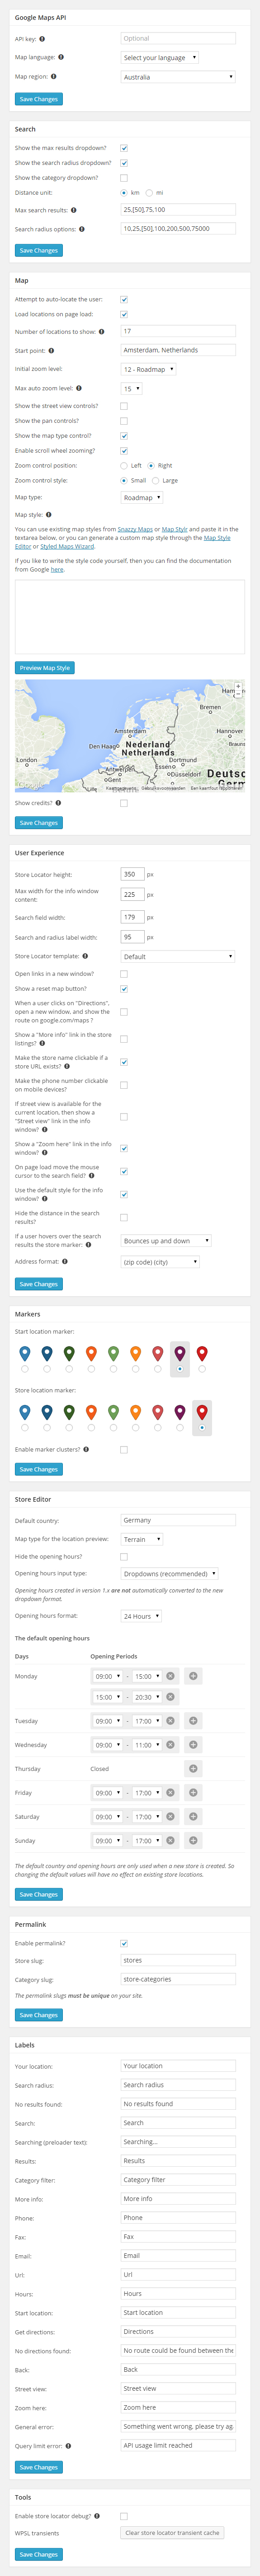 Google Maps API
API key:
Optional
Map language:
Select your language
Map region:
Australia
Save Changes
Search
Show the max results dropdown?
Show the search radius dropdown?
Show the category dropdown?
Distance unit:
km mi
Max search results:
25,[50],75,100
Search radius options:
10,25,[50],100,200,500,75000
Save Changes
Map
Attempt to auto-locate the user:
Load locations on page load:
Number of locations to show:
17
Start point:
Amsterdam, Netherlands
Initial zoom level:
12 - Roadmap
Max auto zoom level:
15
Show the street view controls?
Show the pan controls?
Show the map type control?
Enable scroll wheel zooming?
Zoom control position:
Left Right
Zoom control style:
Small Large
Map type:
Roadmap
Map style:
You can use existing map styles from Snazzy Maps or Map Stylr and paste it in the
textarea below, or you can generate a custom map style through the Map Style
Editor or Styled Maps Wizard.
If you like to write the style code yourself, then you can find the documentation
from Google here.
Preview Map Style
Bremen
Amsterdam
Hannover
Den Haag
Nederland
Netherlands
London
Dortmund
Antwerpen
Essen
Düsseldorf
Gent
Show credits?
Save Changes
User Experience
Store Locator height:
350 px
Max width for the info window
content:
225 px
Search field width:
179 px
Search and radius label width:
95 px
Store Locator template:
Default
Open links in a new window?
Show a reset map button?
When a user clicks on "Directions",
open a new window, and show the
route on google.com/maps ?
Show a "More info" link in the store
listings?
Make the store name clickable if a
store URL exists?
Make the phone number clickable
on mobile devices?
If street view is available for the
current location, then show a
"Street view" link in the info
window?
Show a "Zoom here" link in the info
window?
On page load move the mouse
cursor to the search field?
Use the default style for the info
window?
Hide the distance in the search
results?
If a user hovers over the search
results the store marker:
Bounces up and down
Address format:
(zip code) (city)
Save Changes
Markers
Start location marker:
Store location marker:
Enable marker clusters?
Save Changes
Store Editor
Default country:
Germany
Map type for the location preview:
Terrain
Hide the opening hours?
Opening hours input type:
Dropdowns (recommended)
Opening hours created in version 1.x are not automatically converted to the new
dropdown format.
Opening hours format:
24 Hours
The default opening hours
Days Opening Periods
Monday 09:00 - 15:00
15:00 - 20:30
Tuesday 09:00 - 17:00
Wednesday 09:00 - 11:00
Thursday Closed
Friday 09:00 - 17:00
Saturday 09:00 - 17:00
Sunday 09:00 - 17:00
The default country and opening hours are only used when a new store is created. So
changing the default values will have no effect on existing store locations.
Save Changes
Permalink
Enable permalink?
Store slug:
stores
Category slug:
store-categories
The permalink slugs must be unique on your site.
Save Changes
Labels
Your location:
Your location
Search radius:
Search radius
No results found:
No results found
Search:
Search
Searching (preloader text):
Searching...
Results:
Results
Category filter:
Category filter
More info:
More info
Phone:
Phone
Fax:
Fax
Email:
Email
Url:
Url
Hours:
Hours
Start location:
Start location
Get directions:
Directions
No directions found:
No route could be found between the
Back:
Back
Street view:
Street view
Zoom here:
Zoom here
General error:
Something went wrong, please try ag
Query limit error:
API usage limit reached
Save Changes
Tools
Enable store locator debug?
WPSL transients
Clear store locator transient cache
Save Changes